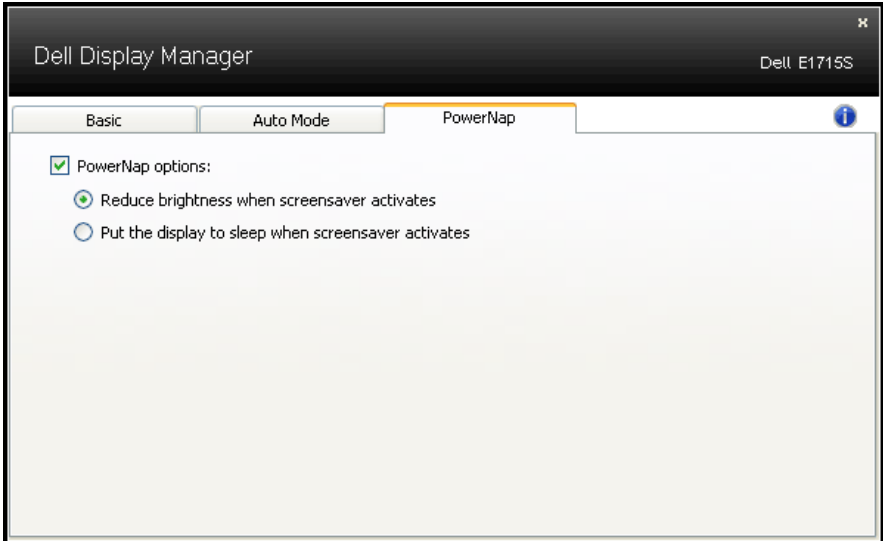 Dell Display Manager
Dell E1715S
Basic
Auto Mode
PowerNap
PowerNap options:
Reduce brightness when screensaver activates
Put the display to sleep when screensaver activates